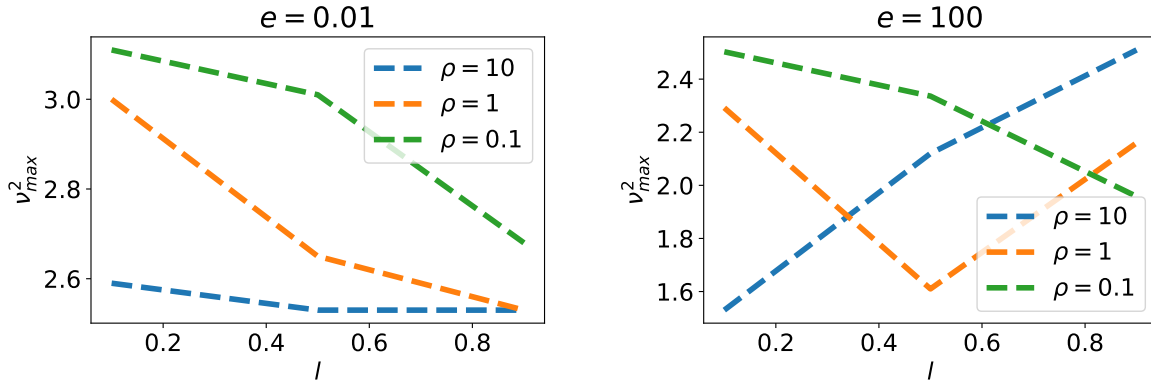 e = 0.01
3.0
2.8
2.6
ν²max
0.2 0.4 0.6 0.8
l
ρ = 10
ρ = 1
ρ = 0.1
e = 100
2.4
2.2
2.0
1.8
1.6
ν²max
0.2 0.4 0.6 0.8
l
ρ = 10
ρ = 1
ρ = 0.1